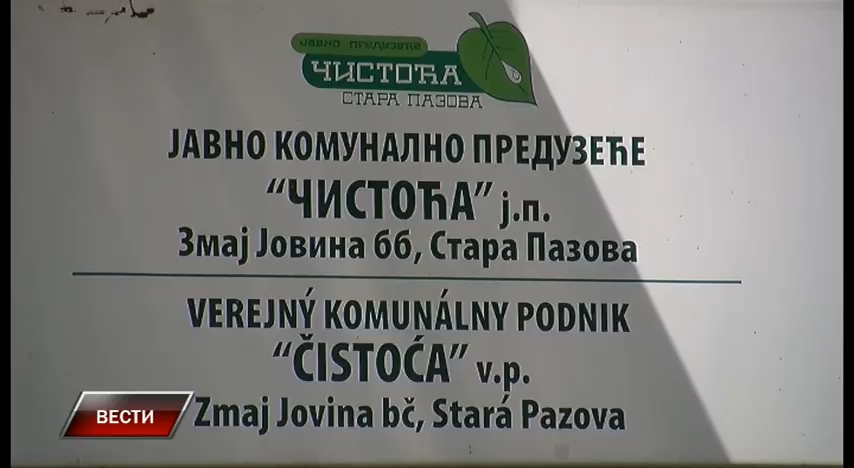 ЈАВНО ПРЕДУЗЕЋЕ
ЧИСТОЋА
СТАРА ПАЗОВА
ЈАВНО КОМУНАЛНО ПРЕДУЗЕЋЕ
“ЧИСТОЋА” ј.п.
Змај Јовина бб, Стара Пазова
VEREJNÝ KOMUNÁLNY PODNIK
“ČISTOĆA” v.p.
Zmaj Jovina bč, Stará Pazova
ВЕСТИ